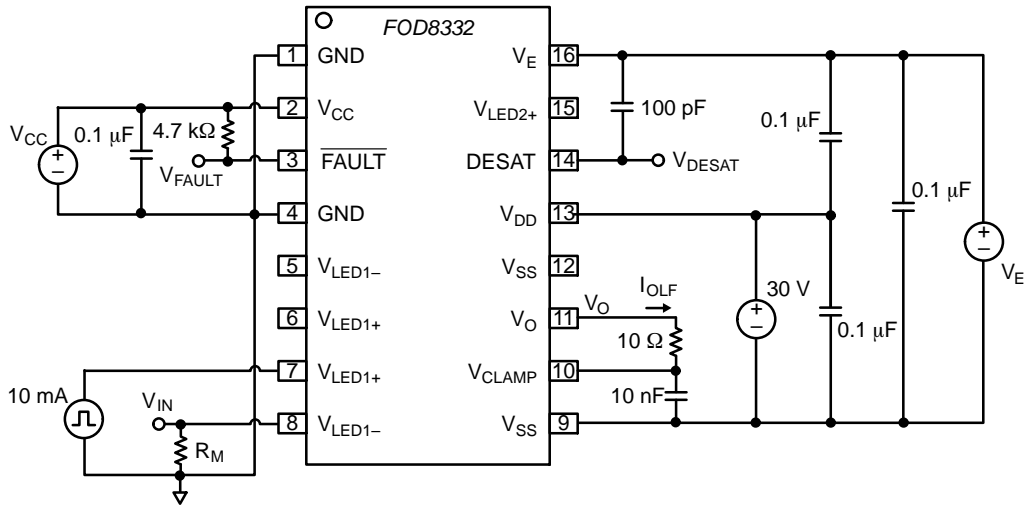 FOD8332
1 GND
2 VCC
3 FAULT
4 GND
5 VLED1–
6 VLED1+
7 VLED1+
8 VLED1–
VE 16
VLED2+ 15
DESAT 14
VDD 13
VSS 12
VO 11
VCLAMP 10
VSS 9
VCC
+
–
0.1 μF
4.7 kΩ
VFAULT
10 mA
VIN
RM
100 pF
VDESAT
0.1 μF
0.1 μF
0.1 μF
30 V
+
–
+
–
VE
IOLF
VO
10 Ω
10 nF